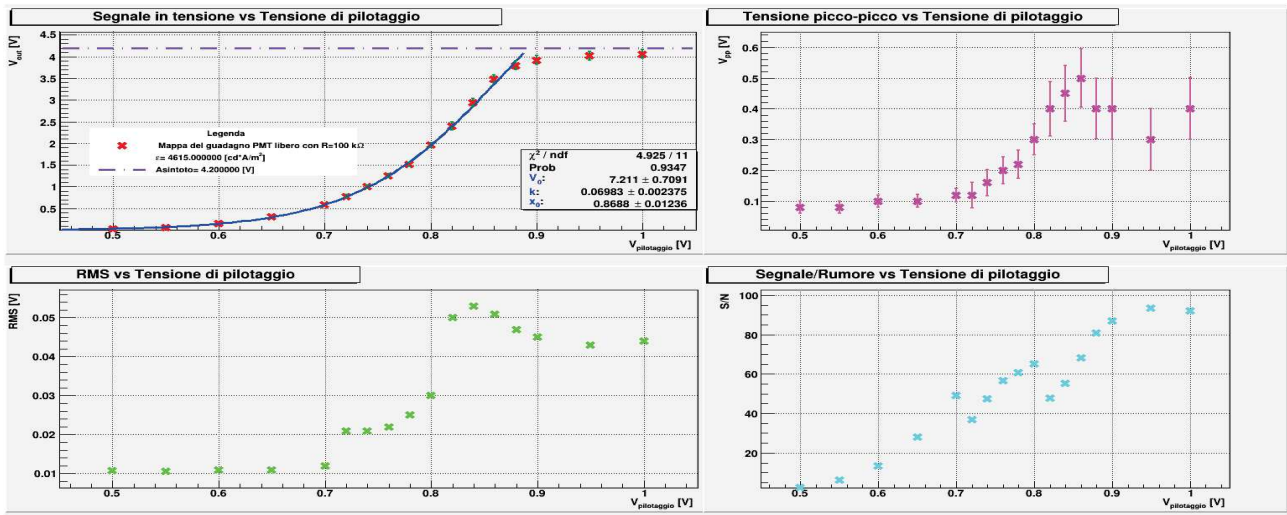 Segnale in tensione vs Tensione di pilotaggio
V_out [V]
4.5
4
3.5
3
2.5
2
1.5
1
0.5
Legenda
Mappa del guadagno PMT libero con R=100 kΩ
ε= 4615.000000 [cd*A/m²]
Asintoto= 4.200000 [V]
χ² / ndf 4.925 / 11
Prob 0.9347
V₀: 7.211 ± 0.7091
k: 0.06983 ± 0.002375
x₀: 0.8688 ± 0.01236
0.5 0.6 0.7 0.8 0.9 1
V_pilotaggio [V]
Tensione picco-picco vs Tensione di pilotaggio
V_pp [V]
0.6
0.5
0.4
0.3
0.2
0.1
0.5 0.6 0.7 0.8 0.9 1
V_pilotaggio [V]
RMS vs Tensione di pilotaggio
RMS [V]
0.05
0.04
0.03
0.02
0.01
0.5 0.6 0.7 0.8 0.9 1
V_pilotaggio [V]
Segnale/Rumore vs Tensione di pilotaggio
S/N
100
80
60
40
20
0.5 0.6 0.7 0.8 0.9 1
V_pilotaggio [V]